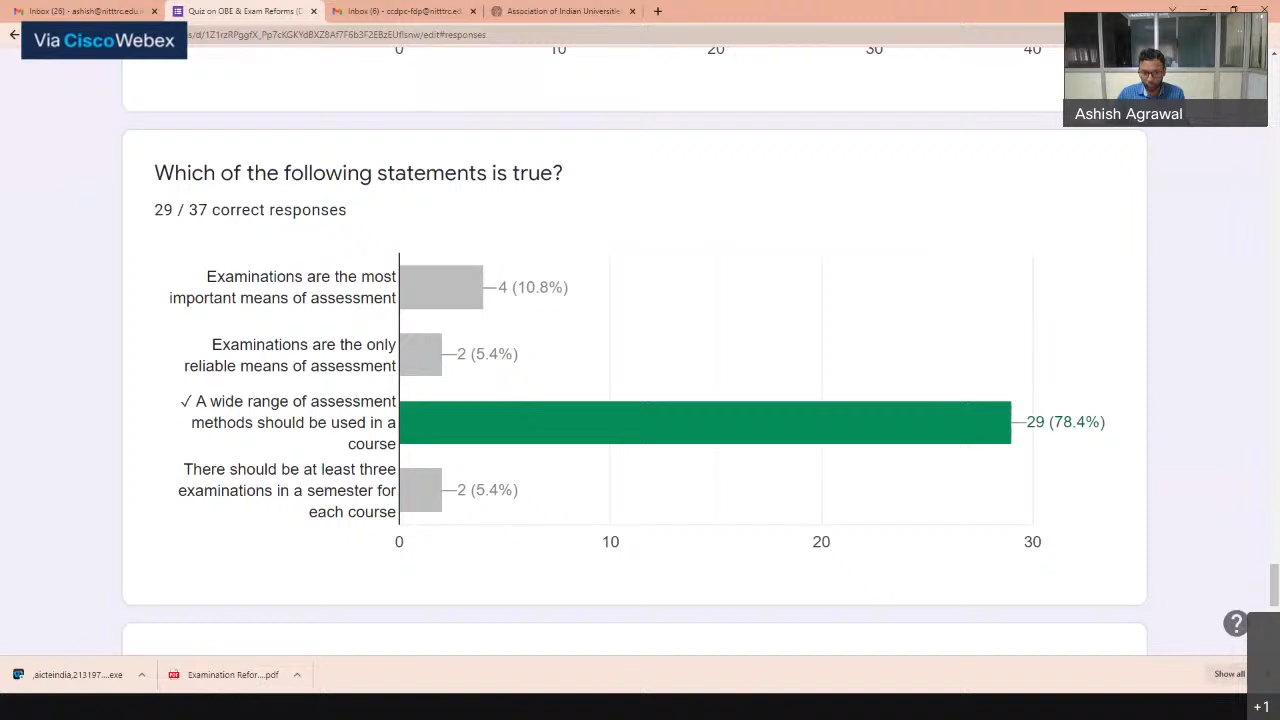 Inbox (26) - ashish@nitttrc.edu.i
Quiz on OBE & Exam Reforms (D
Inbox (6) - ccdpc-fdp@nitttrc.ed
Association of Indian Universitie
Via CiscoWebex
0 10 20 30 40
Ashish Agrawal
Which of the following statements is true?
29 / 37 correct responses
Examinations are the most
important means of assessment
4 (10.8%)
Examinations are the only
reliable means of assessment
2 (5.4%)
✓ A wide range of assessment
methods should be used in a
course
29 (78.4%)
There should be at least three
examinations in a semester for
each course
2 (5.4%)
0 10 20 30
?
.aicteindia,213197....exe
Examination Refor....pdf
Show all
+1